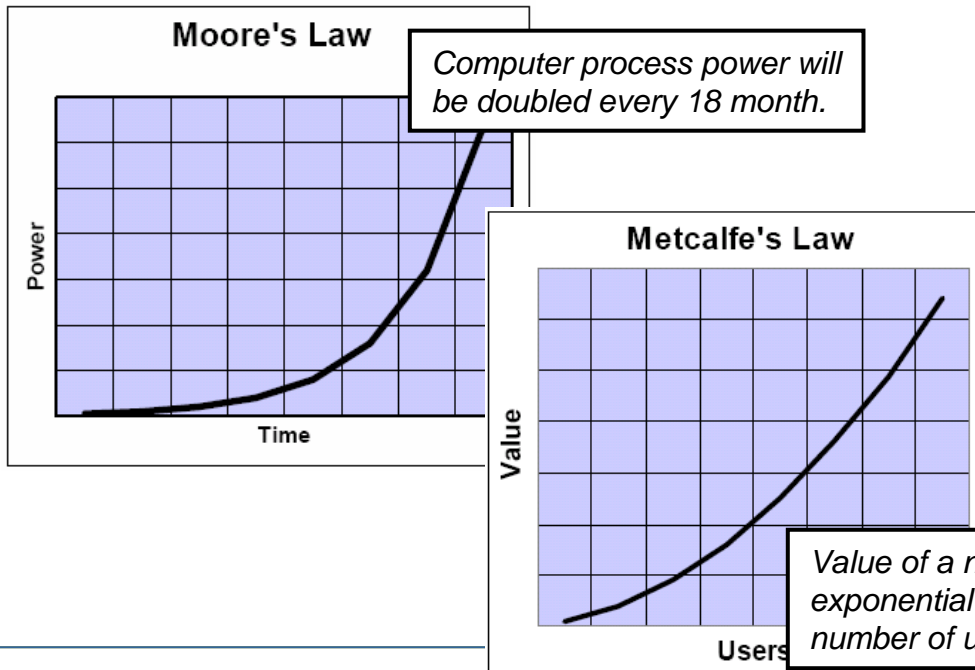 Moore's Law
Computer process power will
be doubled every 18 month.
Power
Time
Metcalfe's Law
Value
Value of a
exponential
number of
Users